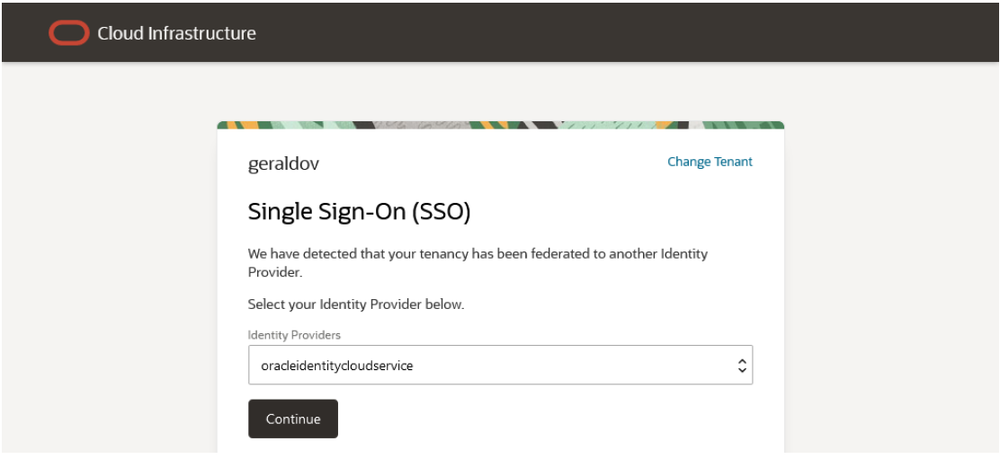 Cloud Infrastructure
geraldov
Change Tenant
Single Sign-On (SSO)
We have detected that your tenancy has been federated to another Identity
Provider.
Select your Identity Provider below.
Identity Providers
oracleidentitycloudservice
Continue